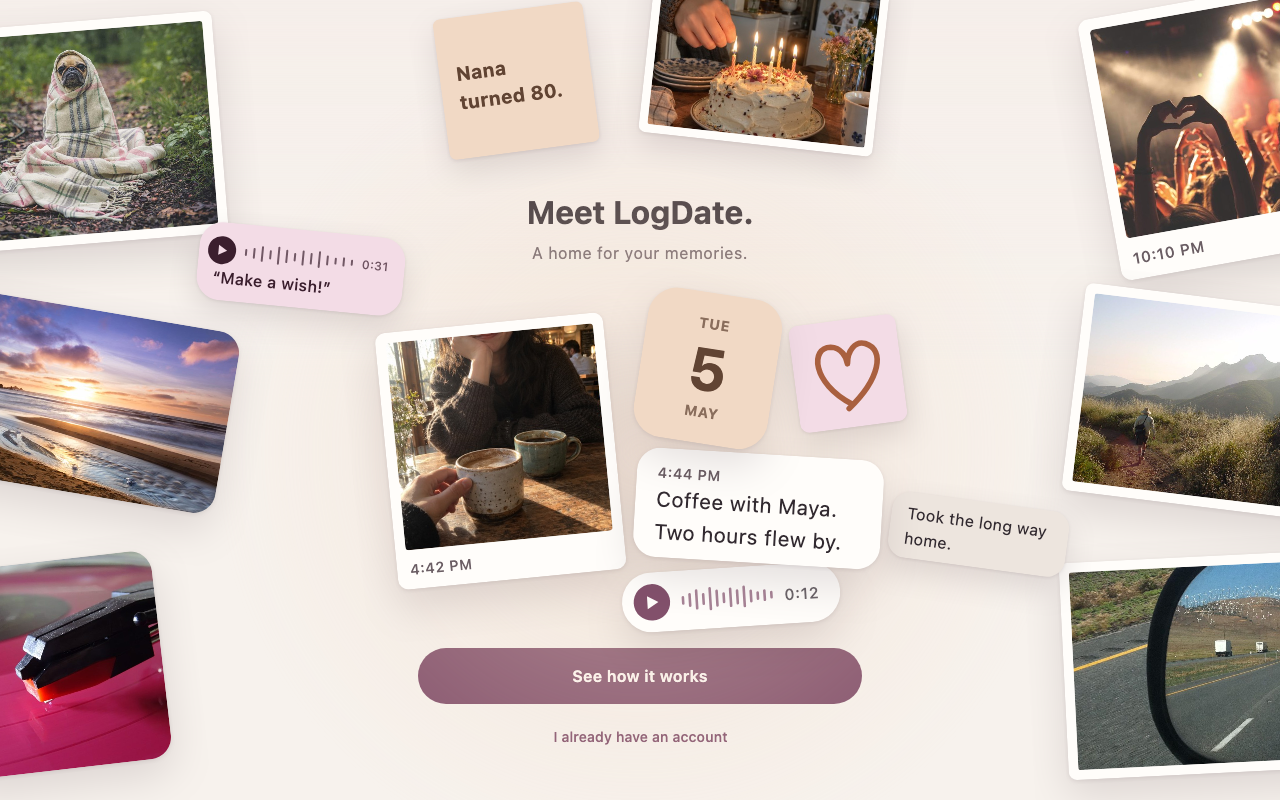 Nana
turned 80.
Meet LogDate.
A home for your memories.
10:10 PM
0:31
“Make a wish!”
TUE
5
MAY
4:44 PM
Coffee with Maya.
Two hours flew by.
Took the long way
home.
4:42 PM
0:12
See how it works
I already have an account